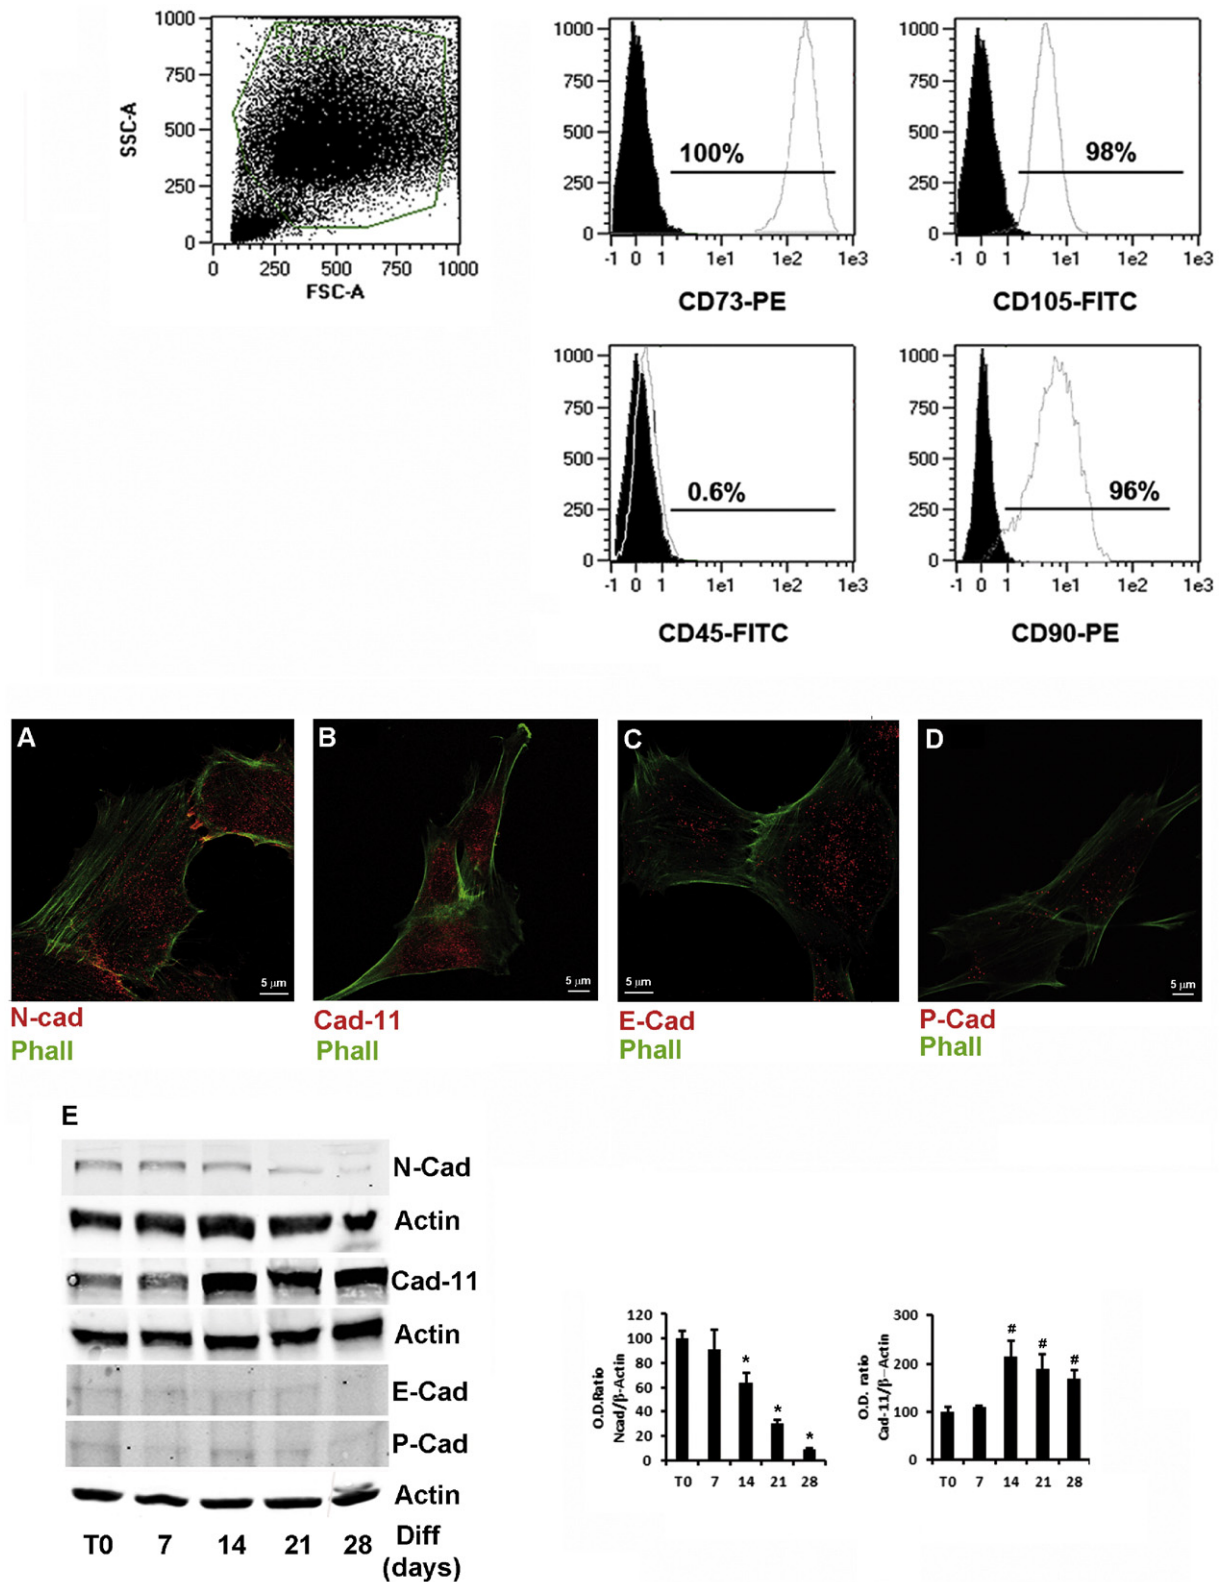 1000
750
500
250
0
SSC-A
0 250 500 750 1000
FSC-A
1000
750
500
250
0
100%
-1 0 1 1e1 1e2 1e3
CD73-PE
1000
750
500
250
0
98%
-1 0 1 1e1 1e2 1e3
CD105-FITC
1000
750
500
250
0
0.6%
-1 0 1 1e1 1e2 1e3
CD45-FITC
1000
750
500
250
0
96%
-1 0 1 1e1 1e2 1e3
CD90-PE
A
5 µm
N-cad
Phall
B
5 µm
Cad-11
Phall
C
5 µm
E-Cad
Phall
D
5 µm
P-Cad
Phall
E
N-Cad
Actin
Cad-11
Actin
E-Cad
P-Cad
Actin
T0 7 14 21 28 Diff
(days)
O.D.Ratio
Ncad/β-Actin
120
100
80
60
40
20
0
* * *
T0 7 14 21 28
O.D. ratio
Cad-11/β-Actin
300
200
100
0
# # #
T0 7 14 21 28